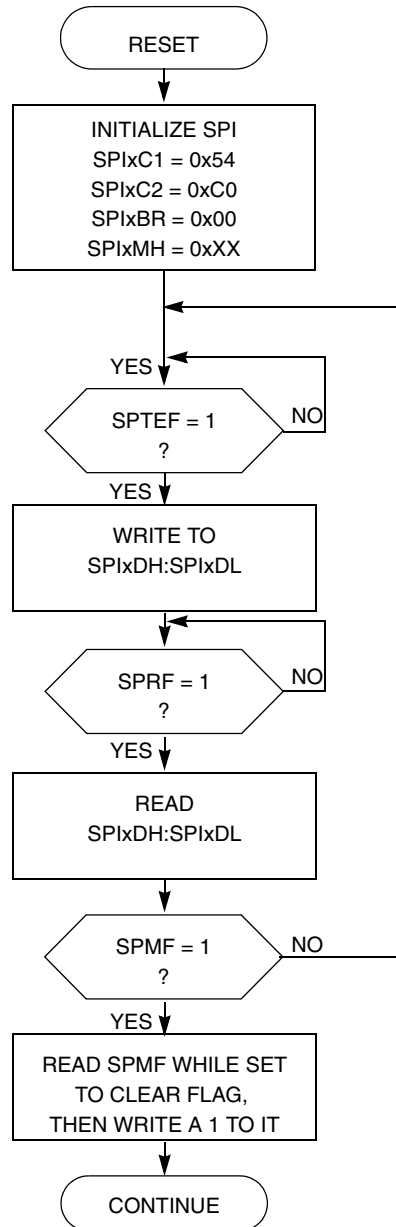 RESET
INITIALIZE SPI
SPIxC1 = 0x54
SPIxC2 = 0xC0
SPIxBR = 0x00
SPIxMH = 0xXX
YES
SPTEF = 1
?
NO
YES
WRITE TO
SPIxDH:SPIxDL
SPRF = 1
?
NO
YES
READ
SPIxDH:SPIxDL
SPMF = 1
?
NO
YES
READ SPMF WHILE SET
TO CLEAR FLAG,
THEN WRITE A 1 TO IT
CONTINUE